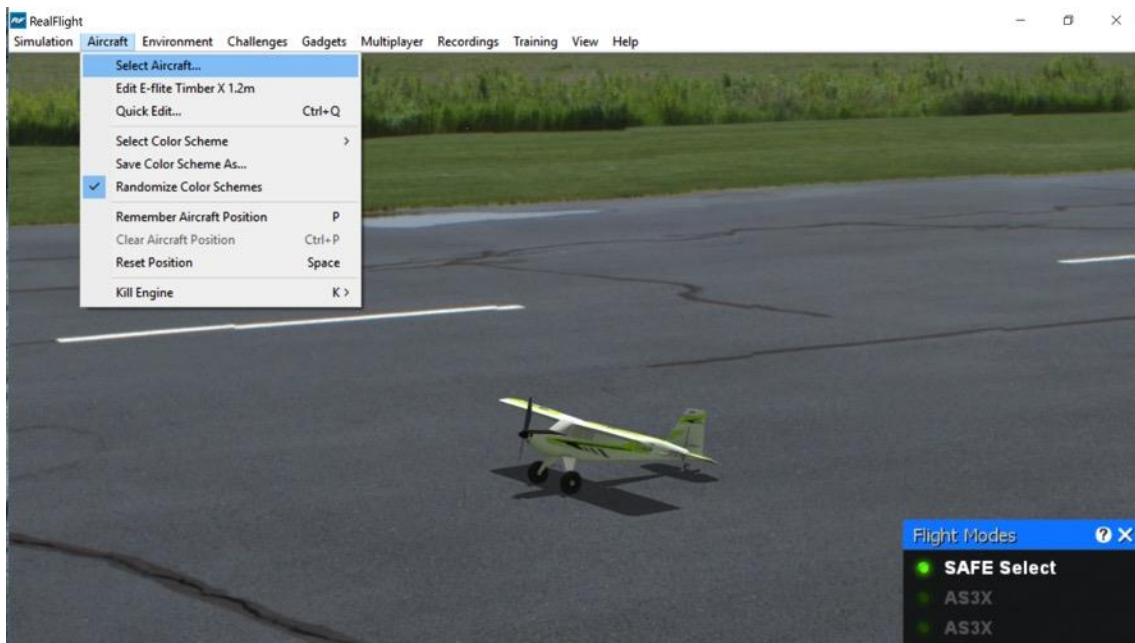 RealFlight
Simulation Aircraft Environment Challenges Gadgets Multiplayer Recordings Training View Help
Select Aircraft...
Edit E-flite Timber X 1.2m
Quick Edit... Ctrl+Q
Select Color Scheme
Save Color Scheme As...
Randomize Color Schemes
Remember Aircraft Position P
Clear Aircraft Position Ctrl+P
Reset Position Space
Kill Engine K
Flight Modes
SAFE Select
AS3X
AS3X